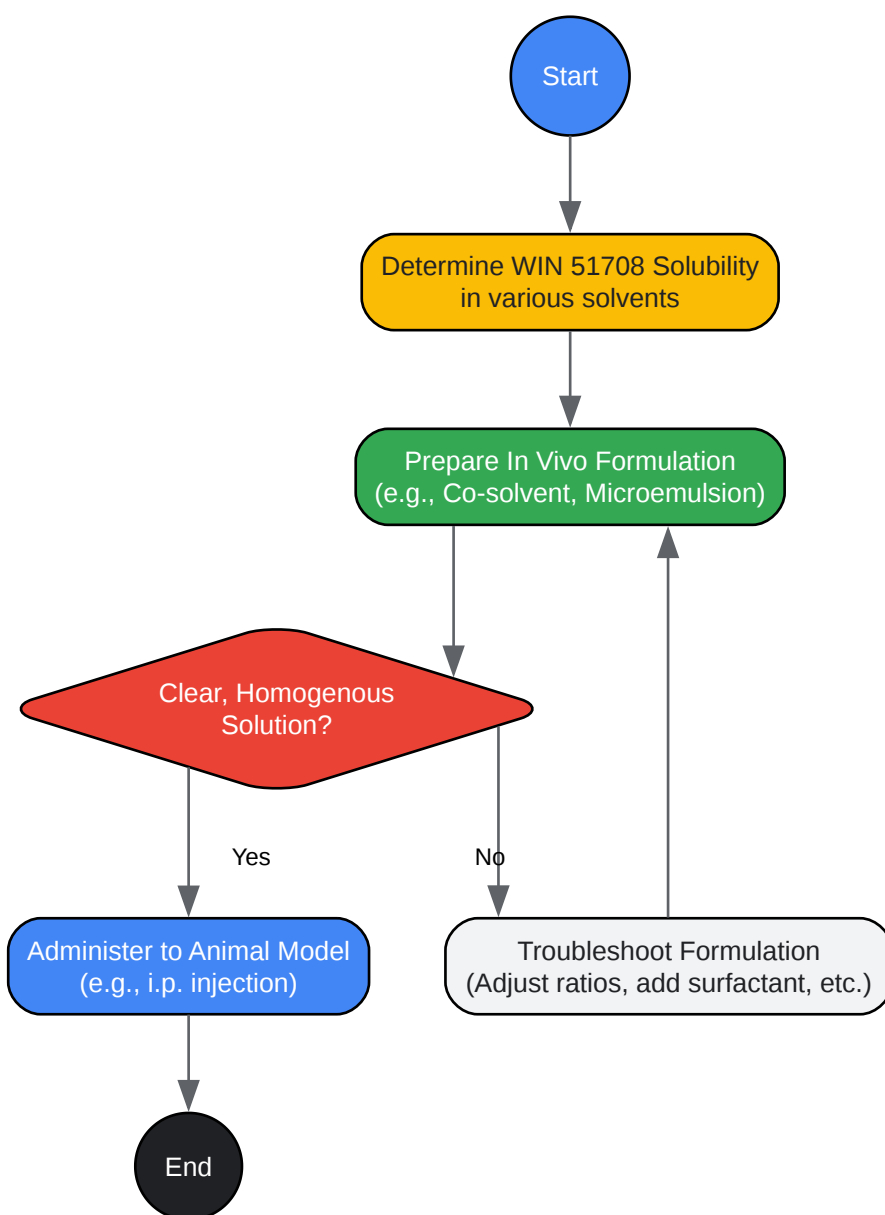 Start
Determine WIN 51708 Solubility
in various solvents
Prepare In Vivo Formulation
(e.g., Co-solvent, Microemulsion)
Clear, Homogenous
Solution?
Yes
No
Administer to Animal Model
(e.g., i.p. injection)
Troubleshoot Formulation
(Adjust ratios, add surfactant, etc.)
End